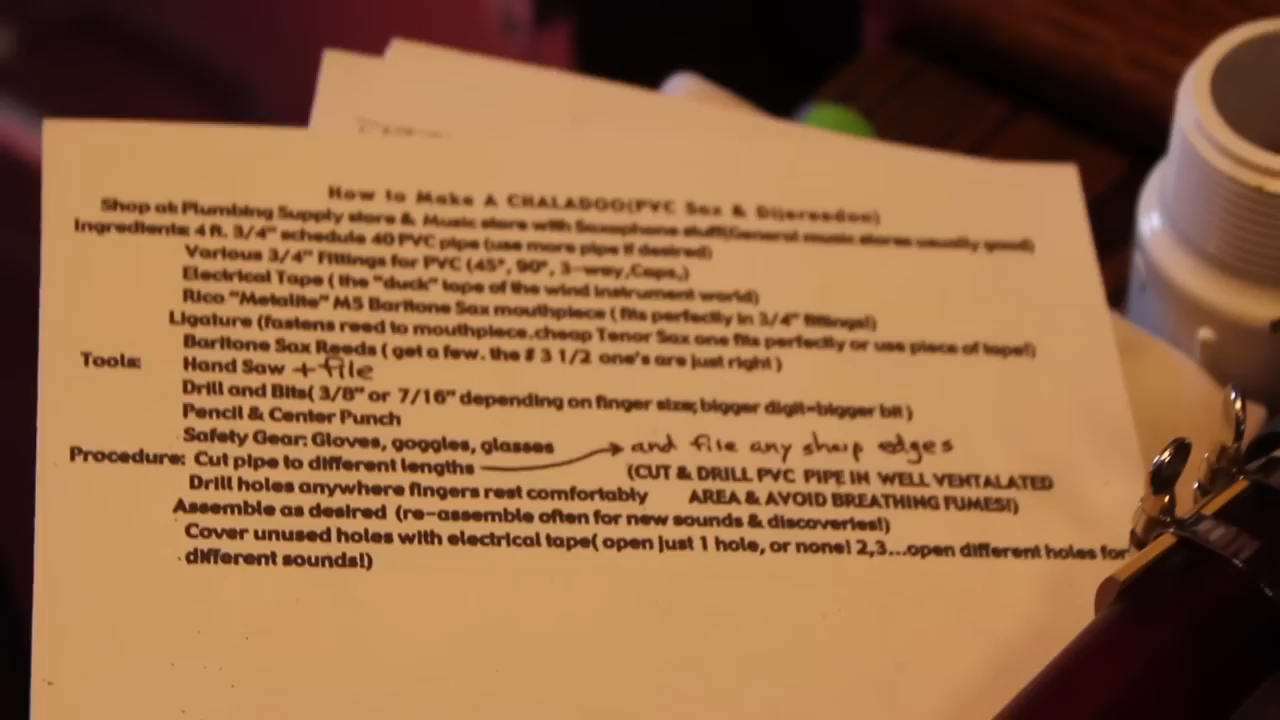 How to Make A CHALADOO(PVC Sax & Dijereedoo)
Shop at: Plumbing Supply store & Music store with Saxophone stuff(General music stores usually good)
Ingredients: 4 ft. 3/4" schedule 40 PVC pipe (use more pipe if desired)
Various 3/4" Fittings for PVC (45°, 90°, 3-way,Caps,)
Electrical Tape ( the "duck" tape of the wind instrument world)
Rico "Metalite" M5 Baritone Sax mouthpiece ( fits perfectly in 3/4" fittings!)
Ligature (fastens reed to mouthpiece.cheap Tenor Sax one fits perfectly or use piece of tape!)
Baritone Sax Reeds ( get a few. the # 3 1/2 one's are just right )
Tools: Hand Saw + file
Drill and Bits( 3/8" or 7/16" depending on finger size; bigger digit=bigger bit )
Pencil & Center Punch
Safety Gear: Gloves, goggles, glasses
Procedure: Cut pipe to different lengths → and file any sharp edges
(CUT & DRILL PVC PIPE IN WELL VENTALATED
Drill holes anywhere fingers rest comfortably AREA & AVOID BREATHING FUMES!)
Assemble as desired (re-assemble often for new sounds & discoveries!)
Cover unused holes with electrical tape( open just 1 hole, or none! 2,3...open different holes for
different sounds!)